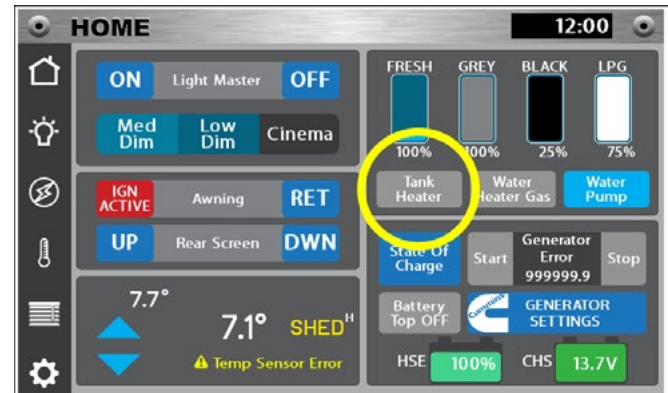 HOME
12:00
ON Light Master OFF
Med Dim
Low Dim
Cinema
IGN ACTIVE
Awning
RET
UP Rear Screen DWN
7.7°
7.1° SHED H
Temp Sensor Error
FRESH GREY BLACK LPG
100% 100% 25% 75%
Tank Heater
Water Heater Gas
Water Pump
State Of Charge
Start
Generator Error 999999.9
Stop
Battery Top OFF
Cummins
GENERATOR SETTINGS
HSE 100% CHS 13.7V